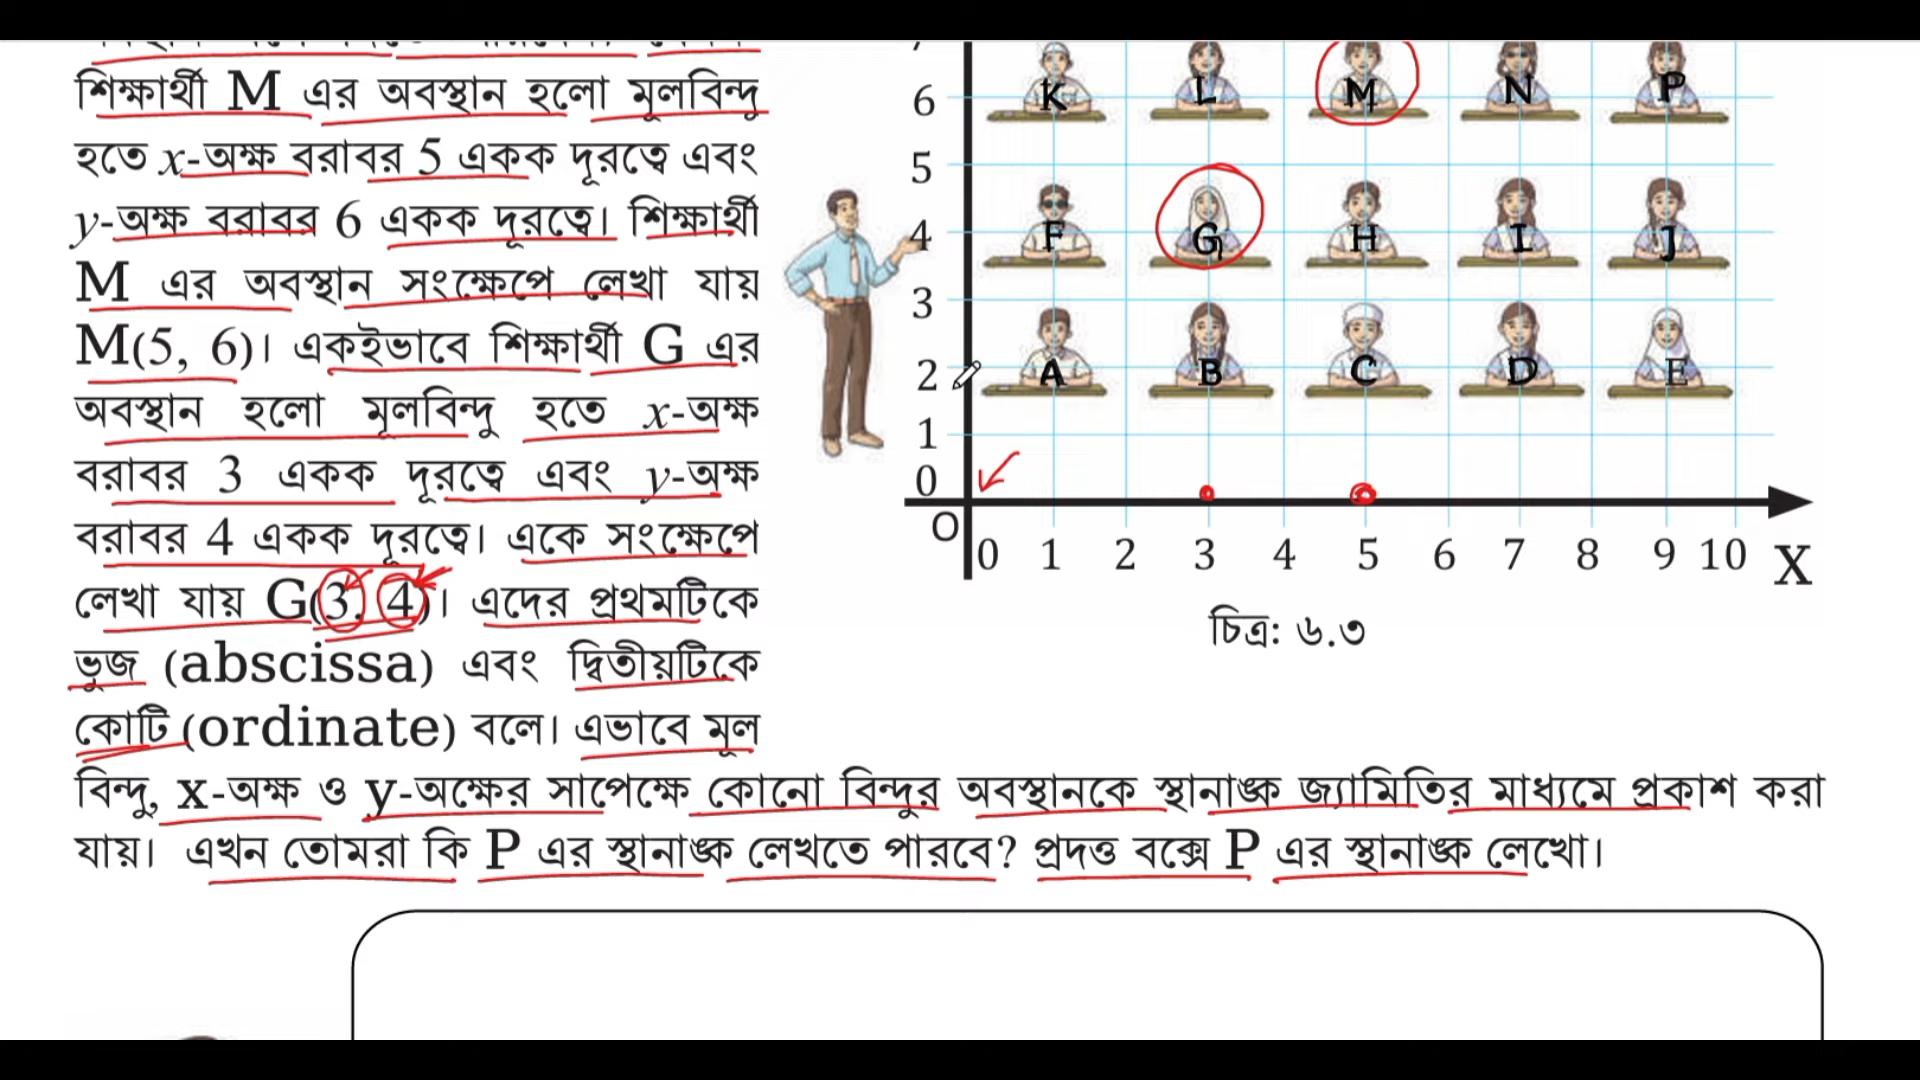 শিক্ষার্থী M এর অবস্থান হলো মূলবিন্দু
হতে x-অক্ষ বরাবর 5 একক দূরত্বে এবং
y-অক্ষ বরাবর 6 একক দূরত্বে। শিক্ষার্থী
M এর অবস্থান সংক্ষেপে লেখা যায়
M(5, 6)। একইভাবে শিক্ষার্থী G এর
অবস্থান হলো মূলবিন্দু হতে x-অক্ষ
বরাবর 3 একক দূরত্বে এবং y-অক্ষ
বরাবর 4 একক দূরত্বে। একে সংক্ষেপে
লেখা যায় G(3, 4)। এদের প্রথমটিকে
ভুজ (abscissa) এবং দ্বিতীয়টিকে
কোটি (ordinate) বলে। এভাবে মূল
বিন্দু, x-অক্ষ ও y-অক্ষের সাপেক্ষে কোনো বিন্দুর অবস্থানকে স্থানাঙ্ক জ্যামিতির মাধ্যমে প্রকাশ করা
যায়। এখন তোমরা কি P এর স্থানাঙ্ক লেখতে পারবে? প্রদত্ত বক্সে P এর স্থানাঙ্ক লেখো।
6 K L M N P
5
4 F G H I J
3
2 A B C D E
1
0
O 0 1 2 3 4 5 6 7 8 9 10 X
চিত্র: ৬.৩